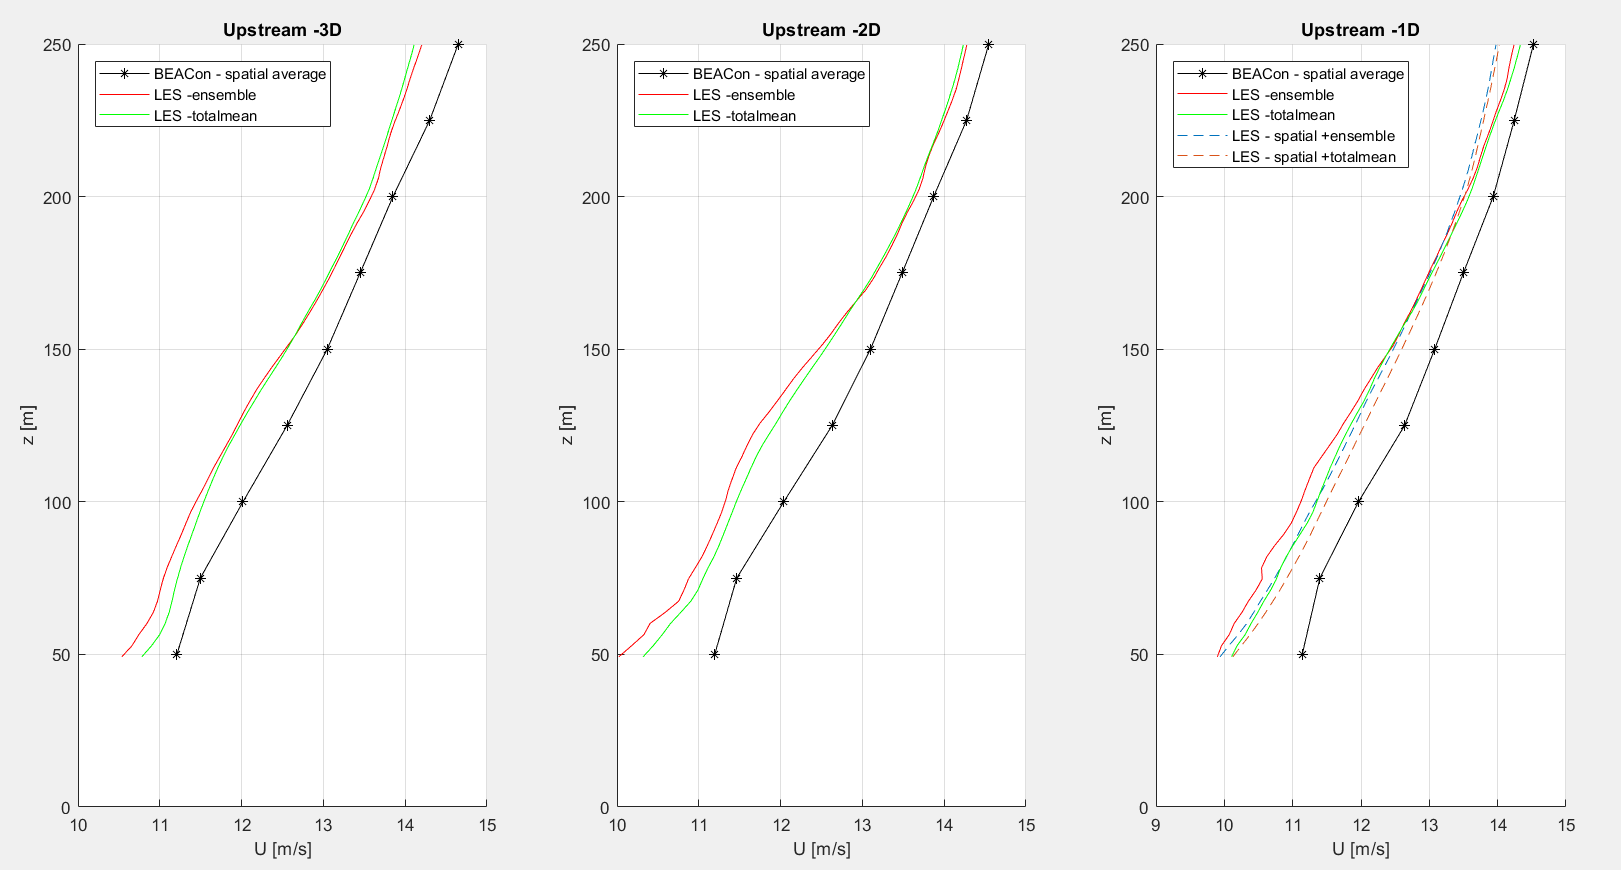 Upstream -3D
BEACon - spatial average
LES -ensemble
LES -totalmean
250
200
150
100
50
0
z [m]
10 11 12 13 14 15
U [m/s]
Upstream -2D
BEACon - spatial average
LES -ensemble
LES -totalmean
250
200
150
100
50
0
z [m]
10 11 12 13 14 15
U [m/s]
Upstream -1D
BEACon - spatial average
LES -ensemble
LES -totalmean
LES - spatial +ensemble
LES - spatial +totalmean
250
200
150
100
50
0
z [m]
9 10 11 12 13 14 15
U [m/s]